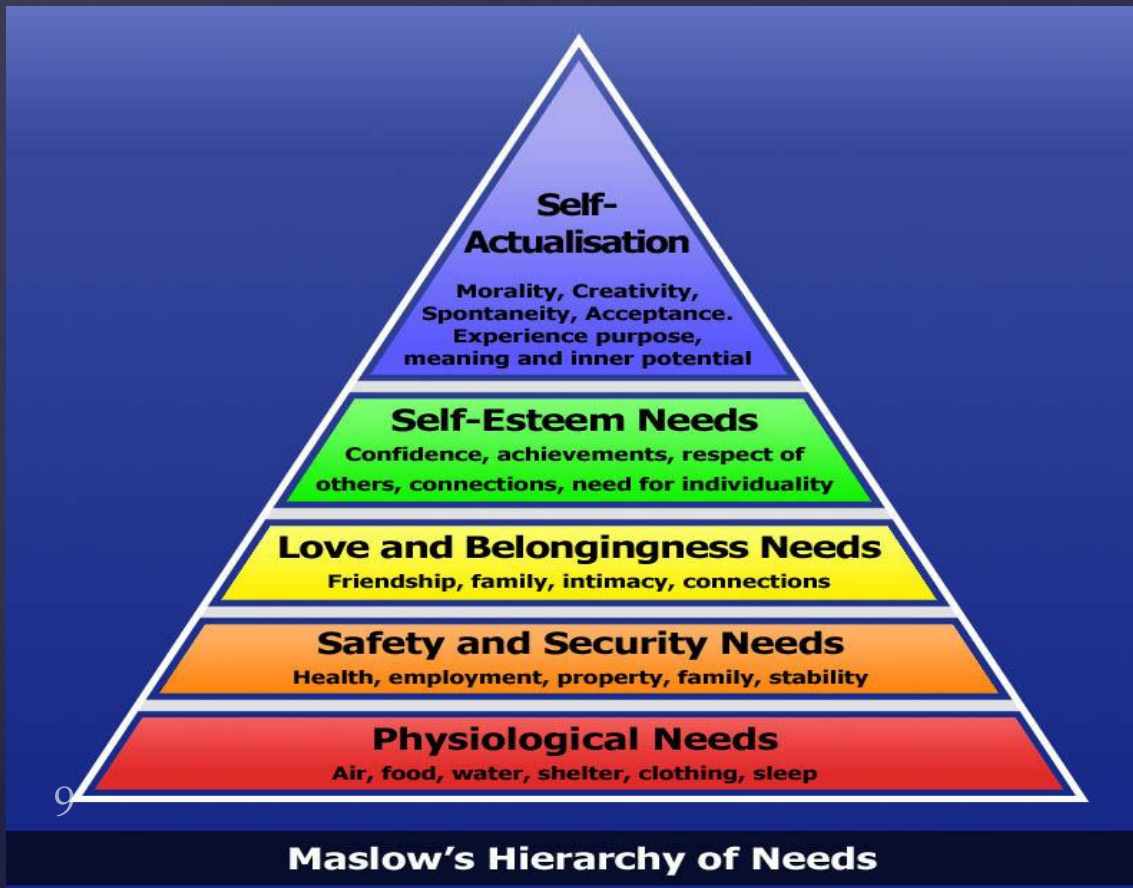 Self-
Actualisation
Morality, Creativity,
Spontaneity, Acceptance.
Experience purpose,
meaning and inner potential
Self-Esteem Needs
Confidence, achievements, respect of
others, connections, need for individuality
Love and Belongingness Needs
Friendship, family, intimacy, connections
Safety and Security Needs
Health, employment, property, family, stability
Physiological Needs
Air, food, water, shelter, clothing, sleep
9
Maslow's Hierarchy of Needs